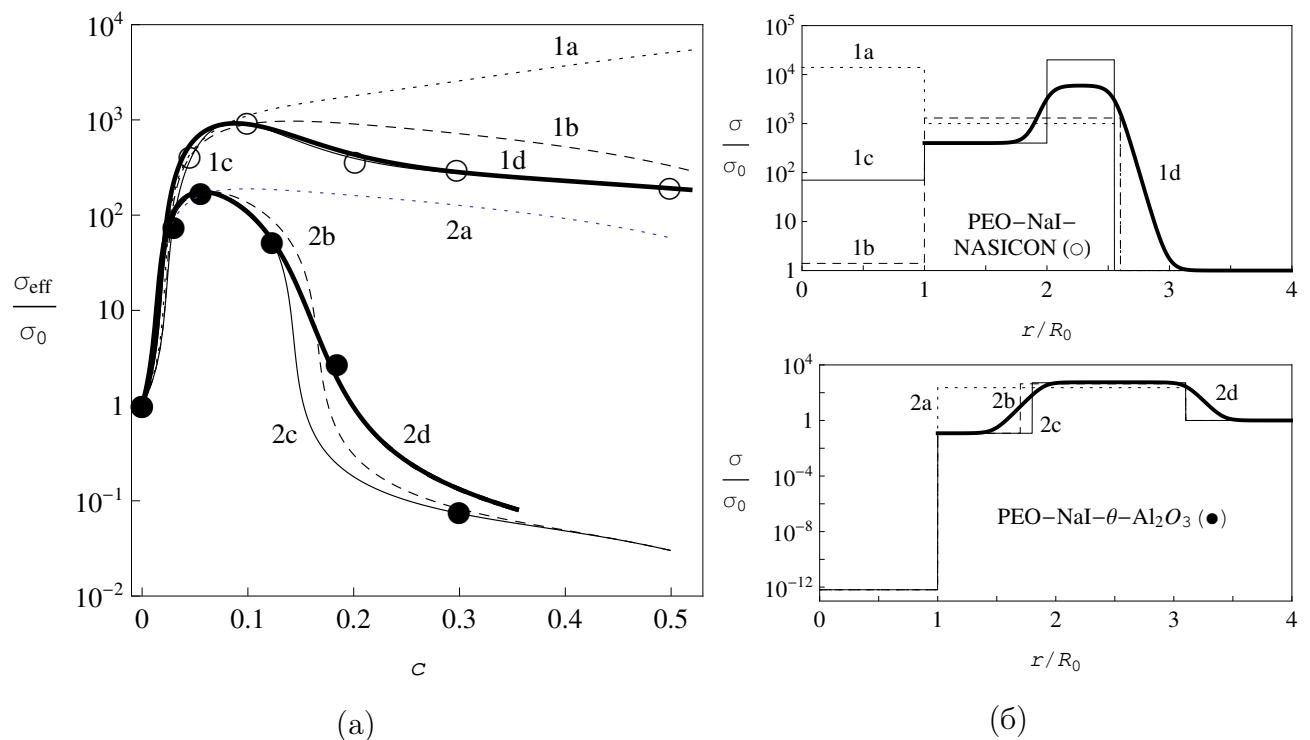 10^4
10^3
10^2
10
1
10^{-1}
10^{-2}
σ_eff
σ_0
1a
1b
1c
1d
2a
2b
2c
2d
0
0.1
0.2
0.3
0.4
0.5
c
(а)
10^5
10^4
10^3
10^2
10
1
σ
σ_0
1a
1c
1b
1d
PEO–NaI–
NASICON (○)
0
1
2
3
4
r/R_0
10^4
1
10^{-4}
10^{-8}
10^{-12}
σ
σ_0
2a
2b
2c
2d
PEO–NaI–θ–Al_2O_3 (●)
0
1
2
3
4
r/R_0
(б)